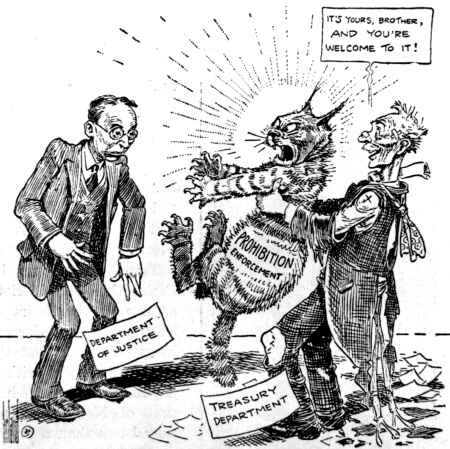 IT'S YOURS, BROTHER,
AND YOU'RE
WELCOME TO IT!
PROHIBITION
ENFORCEMENT
DEPARTMENT
OF JUSTICE
TREASURY
DEPARTMENT